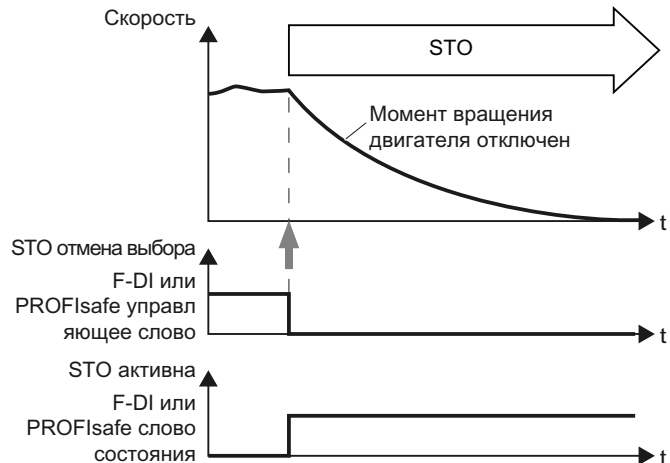 Скорость
STO
Момент вращения
двигателя отключен
t
STO отмена выбора
F-DI или
PROFIsafe управл
яющее слово
t
STO активна
F-DI или
PROFIsafe слово
состояния
t